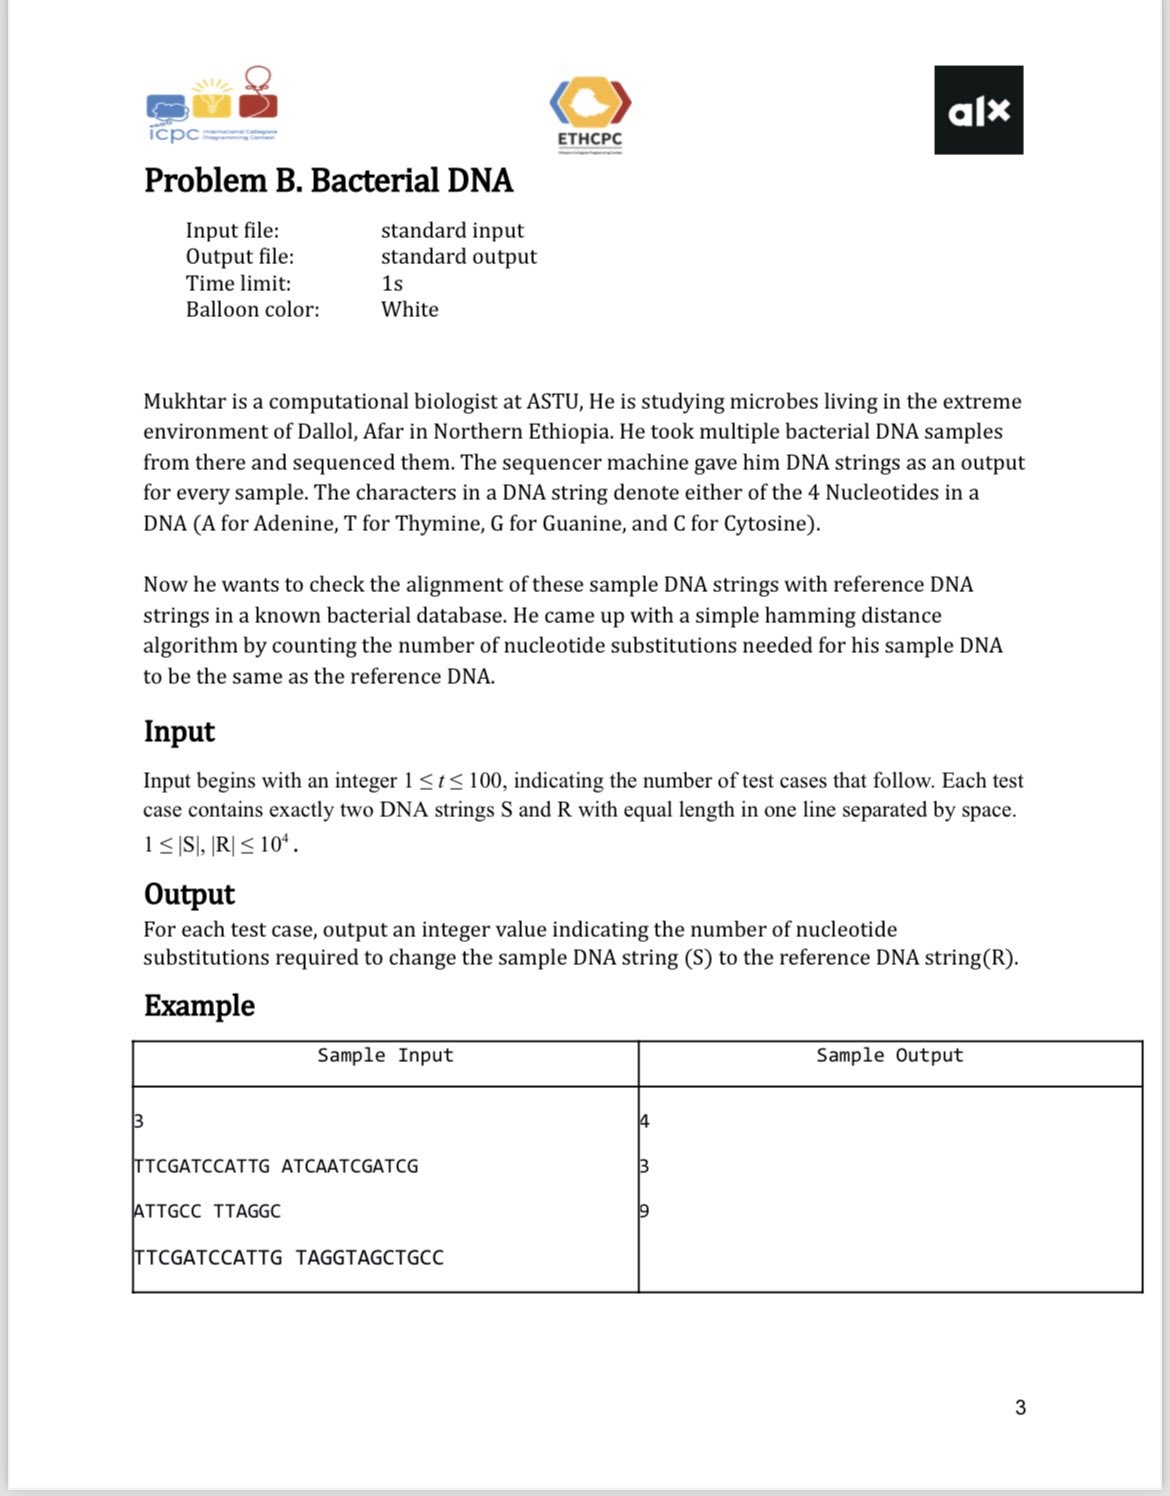 icpc International Collegiate
Programming Contest
ETHCPC
alx
Problem B. Bacterial DNA
Input file: standard input
Output file: standard output
Time limit: 1s
Balloon color: White
Mukhtar is a computational biologist at ASTU, He is studying microbes living in the extreme
environment of Dallol, Afar in Northern Ethiopia. He took multiple bacterial DNA samples
from there and sequenced them. The sequencer machine gave him DNA strings as an output
for every sample. The characters in a DNA string denote either of the 4 Nucleotides in a
DNA (A for Adenine, T for Thymine, G for Guanine, and C for Cytosine).
Now he wants to check the alignment of these sample DNA strings with reference DNA
strings in a known bacterial database. He came up with a simple hamming distance
algorithm by counting the number of nucleotide substitutions needed for his sample DNA
to be the same as the reference DNA.
Input
Input begins with an integer 1 ≤ t ≤ 100, indicating the number of test cases that follow. Each test
case contains exactly two DNA strings S and R with equal length in one line separated by space.
1 ≤ |S|, |R| ≤ 10⁴ .
Output
For each test case, output an integer value indicating the number of nucleotide
substitutions required to change the sample DNA string (S) to the reference DNA string(R).
Example
Sample Input Sample Output
3 4
TTCGATCCATTG ATCAATCGATCG 3
ATTGCC TTAGGC 9
TTCGATCCATTG TAGGTAGCTGCC
3